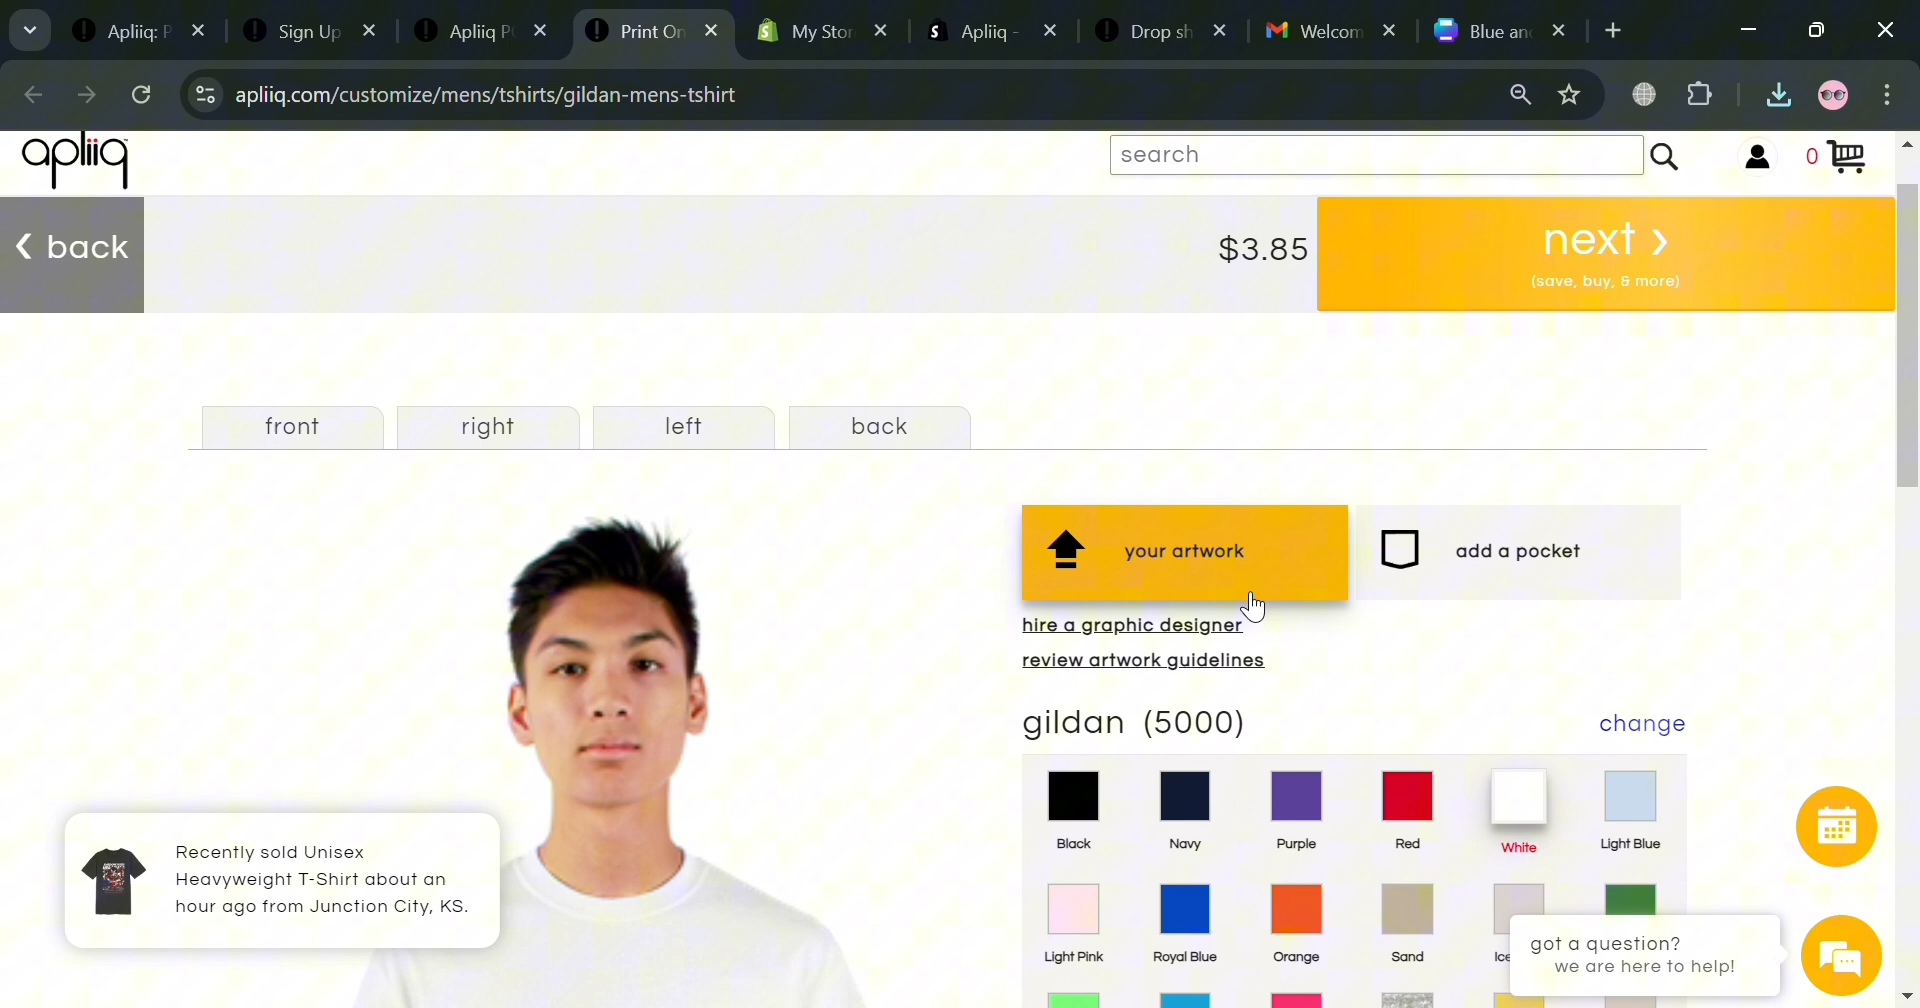 Apliiq: P
Sign Up
Apliiq P
Print On
My Stor
Apliiq -
Drop sh
Welcom
Blue an
apliiq.com/customize/mens/tshirts/gildan-mens-tshirt
apliiq
search
0
back
$3.85
next
(save, buy, & more)
front
right
left
back
your artwork
add a pocket
hire a graphic designer
review artwork guidelines
gildan (5000)
change
Black
Navy
Purple
Red
White
Light Blue
Light Pink
Royal Blue
Orange
Sand
Ice
Recently sold Unisex
Heavyweight T-Shirt about an
hour ago from Junction City, KS.
got a question?
we are here to help!